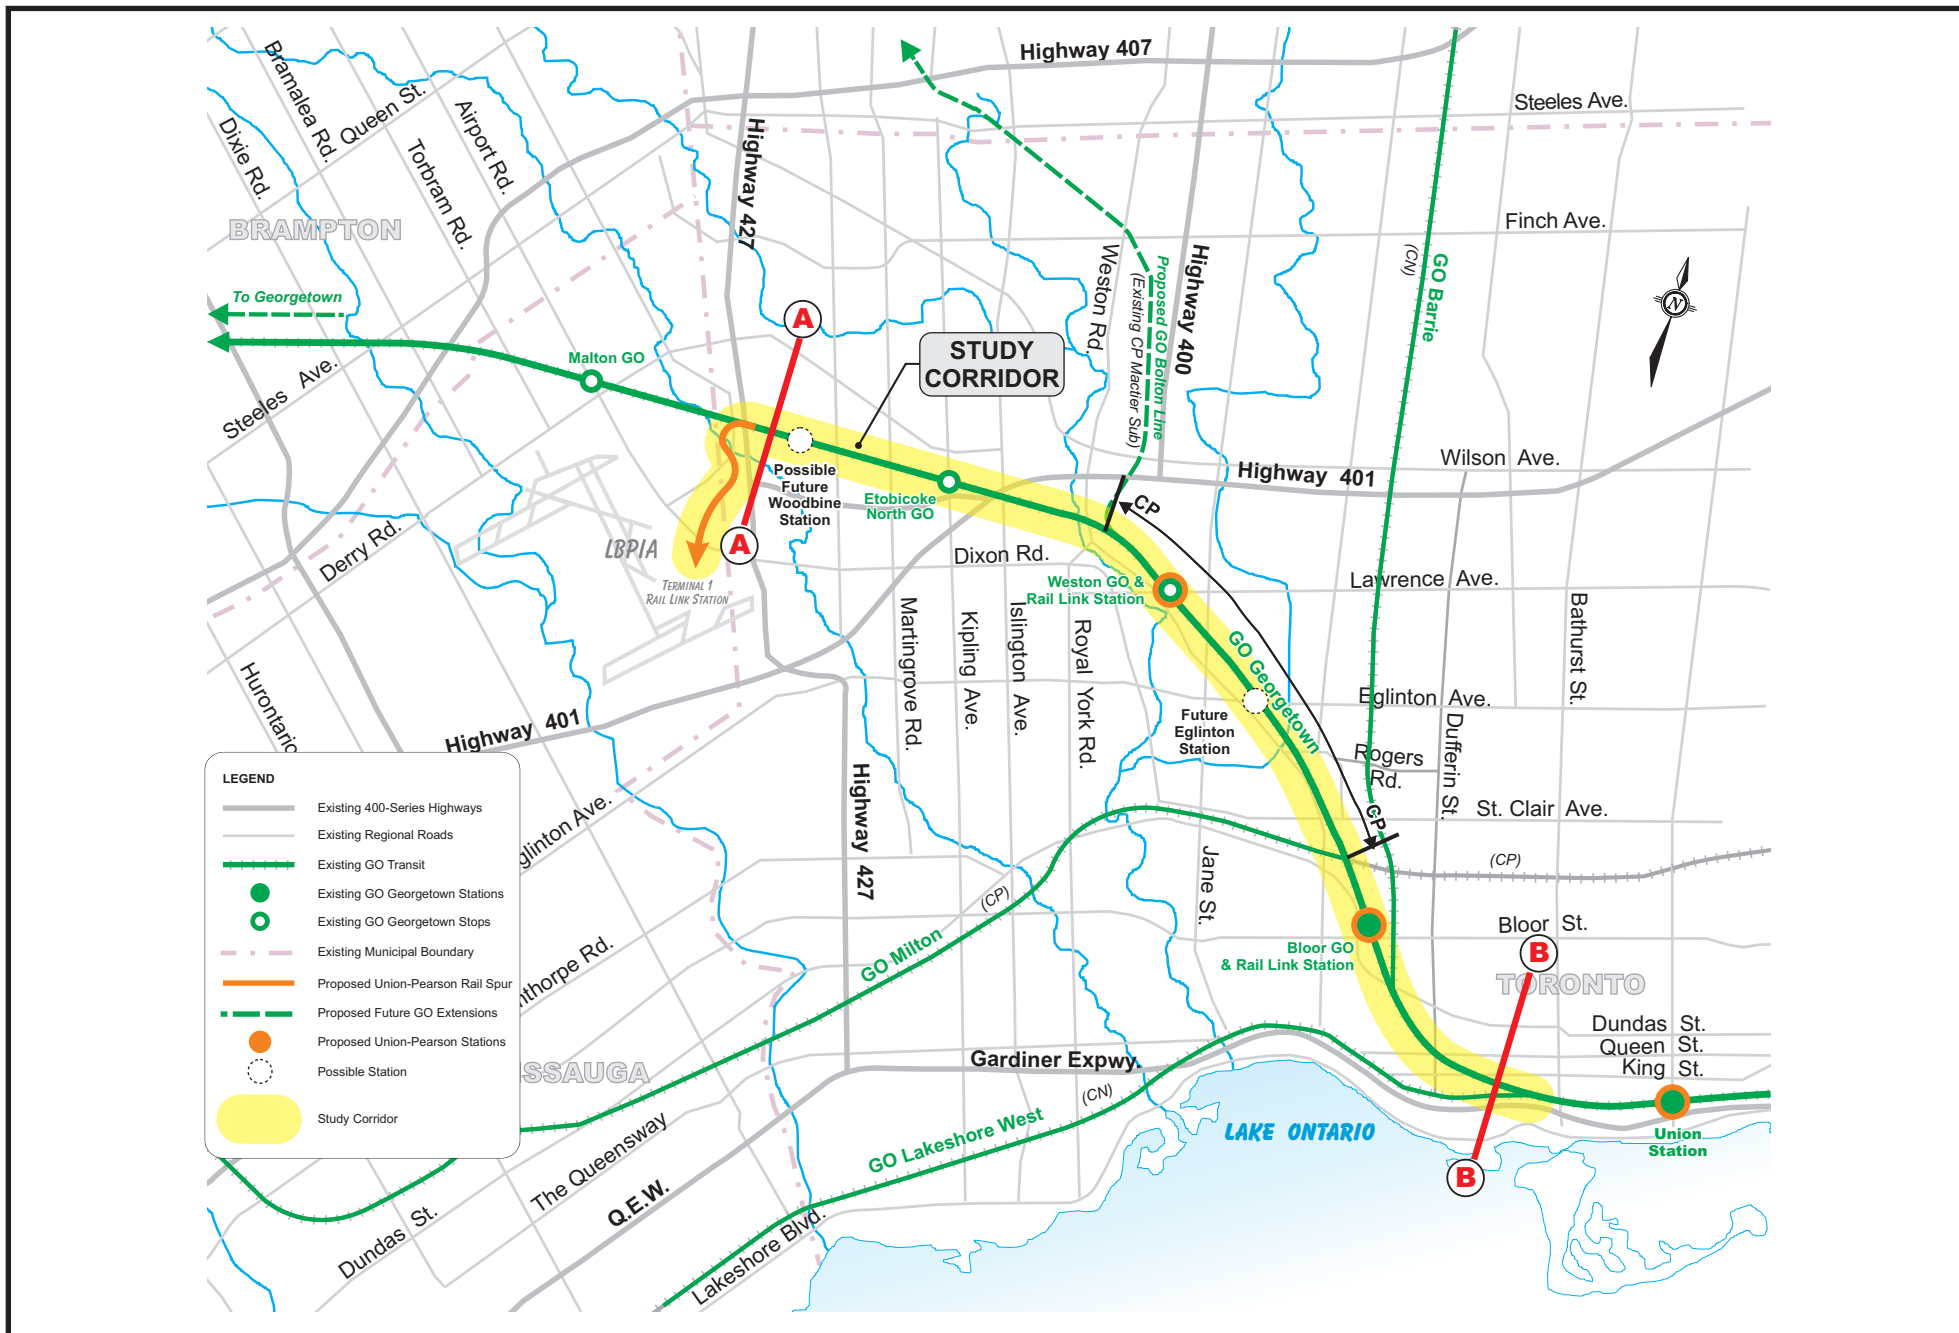 Highway 407
Steeles Ave.
Bramalea Rd.
Queen St.
Airport Rd.
Dixie Rd.
Torbram Rd.
Highway 427
BRAMPTON
Finch Ave.
Weston Rd.
Proposed GO Bolton Line
(Existing CP Mactier Sub)
Highway 400
(CN)
GO Barrie
N
To Georgetown
A
STUDY
CORRIDOR
Malton GO
Steeles Ave.
Possible
Future
Woodbine
Station
Etobicoke
North GO
Highway 401
Wilson Ave.
CP
Derry Rd.
LBPIA
A
Dixon Rd.
TERMINAL 1
RAIL LINK STATION
Weston GO &
Rail Link Station
Lawrence Ave.
Martingrove Rd.
Kipling Ave.
Islington Ave.
Royal York Rd.
GO Georgetown
Bathurst St.
Hurontario
Highway 401
Future
Eglinton
Station
Eglinton Ave.
Rogers
Rd.
Dufferin St.
LEGEND
Existing 400-Series Highways
Existing Regional Roads
Existing GO Transit
Existing GO Georgetown Stations
Existing GO Georgetown Stops
Existing Municipal Boundary
Proposed Union-Pearson Rail Spur
Proposed Future GO Extensions
Proposed Union-Pearson Stations
Possible Station
Study Corridor
glinton Ave.
Highway 427
CP
St. Clair Ave.
(CP)
Jane St.
(CP)
GO Milton
Bloor GO
& Rail Link Station
Bloor St.
B
TORONTO
nthorpe Rd.
Dundas St.
Queen St.
King St.
SSAUGA
Gardiner Expwy.
(CN)
GO Lakeshore West
LAKE ONTARIO
Union
Station
B
The Queensway
Q.E.W.
Dundas St.
Lakeshore Blvd.